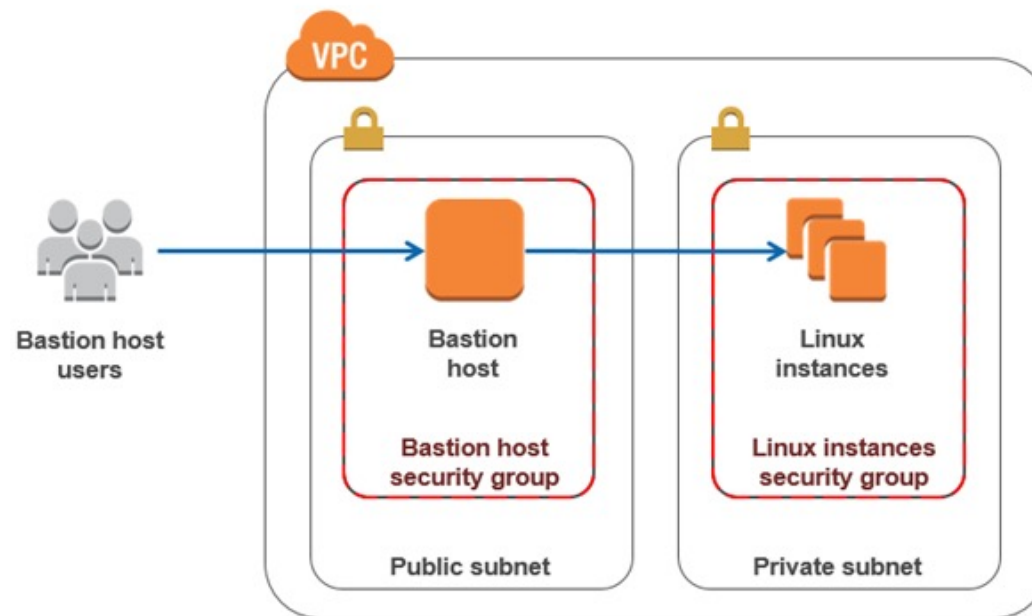 VPC
Bastion host
users
Bastion
host
Bastion host
security group
Public subnet
Linux
instances
Linux instances
security group
Private subnet